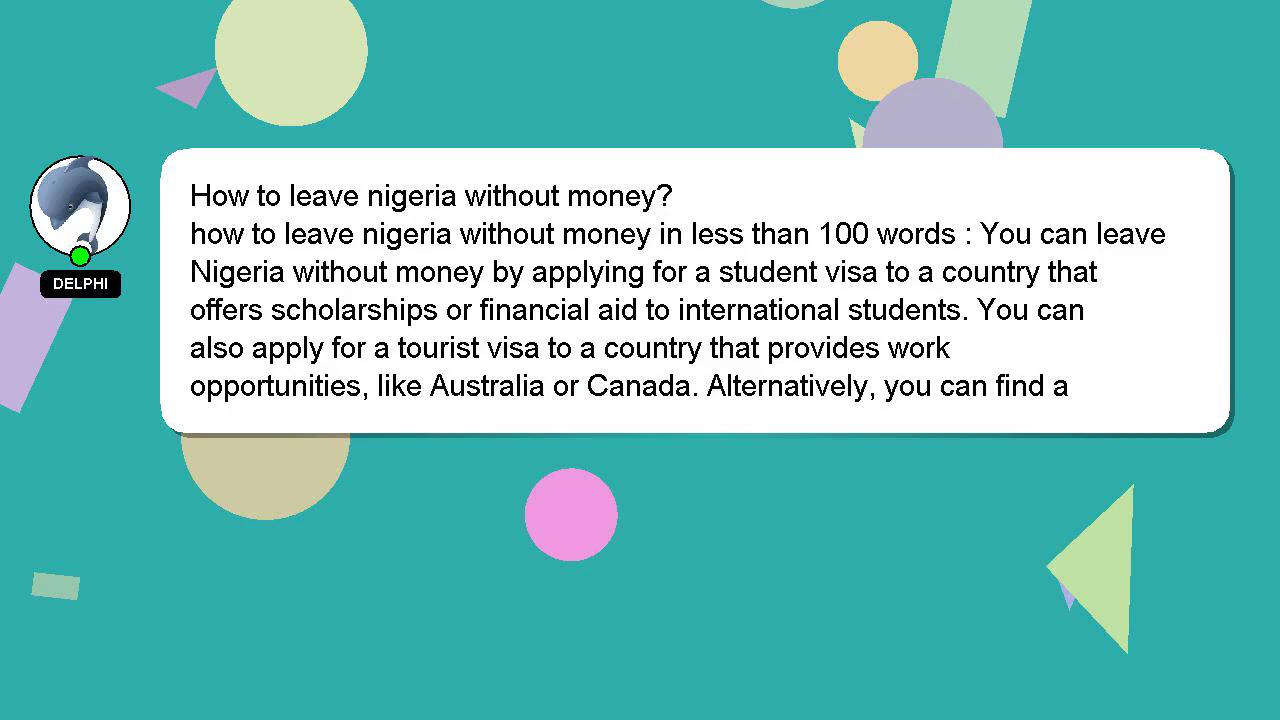 How to leave nigeria without money?
how to leave nigeria without money in less than 100 words : You can leave
Nigeria without money by applying for a student visa to a country that
offers scholarships or financial aid to international students. You can
also apply for a tourist visa to a country that provides work
opportunities, like Australia or Canada. Alternatively, you can find a
DELPHI